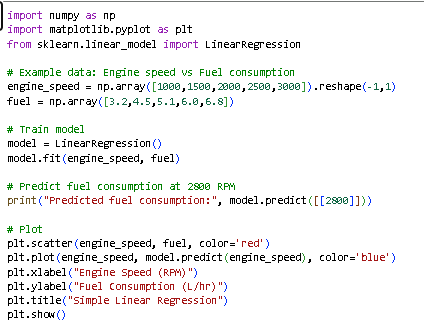 import numpy as np
import matplotlib.pyplot as plt
from sklearn.linear_model import LinearRegression
# Example data: Engine speed vs Fuel consumption
engine_speed = np.array([1000,1500,2000,2500,3000]).reshape(-1,1)
fuel = np.array([3.2,4.5,5.1,6.0,6.8])
# Train model
model = LinearRegression()
model.fit(engine_speed, fuel)
# Predict fuel consumption at 2800 RPM
print("Predicted fuel consumption:", model.predict([[2800]]))
# Plot
plt.scatter(engine_speed, fuel, color='red')
plt.plot(engine_speed, model.predict(engine_speed), color='blue')
plt.xlabel("Engine Speed (RPM)")
plt.ylabel("Fuel Consumption (L/hr)")
plt.title("Simple Linear Regression")
plt.show()